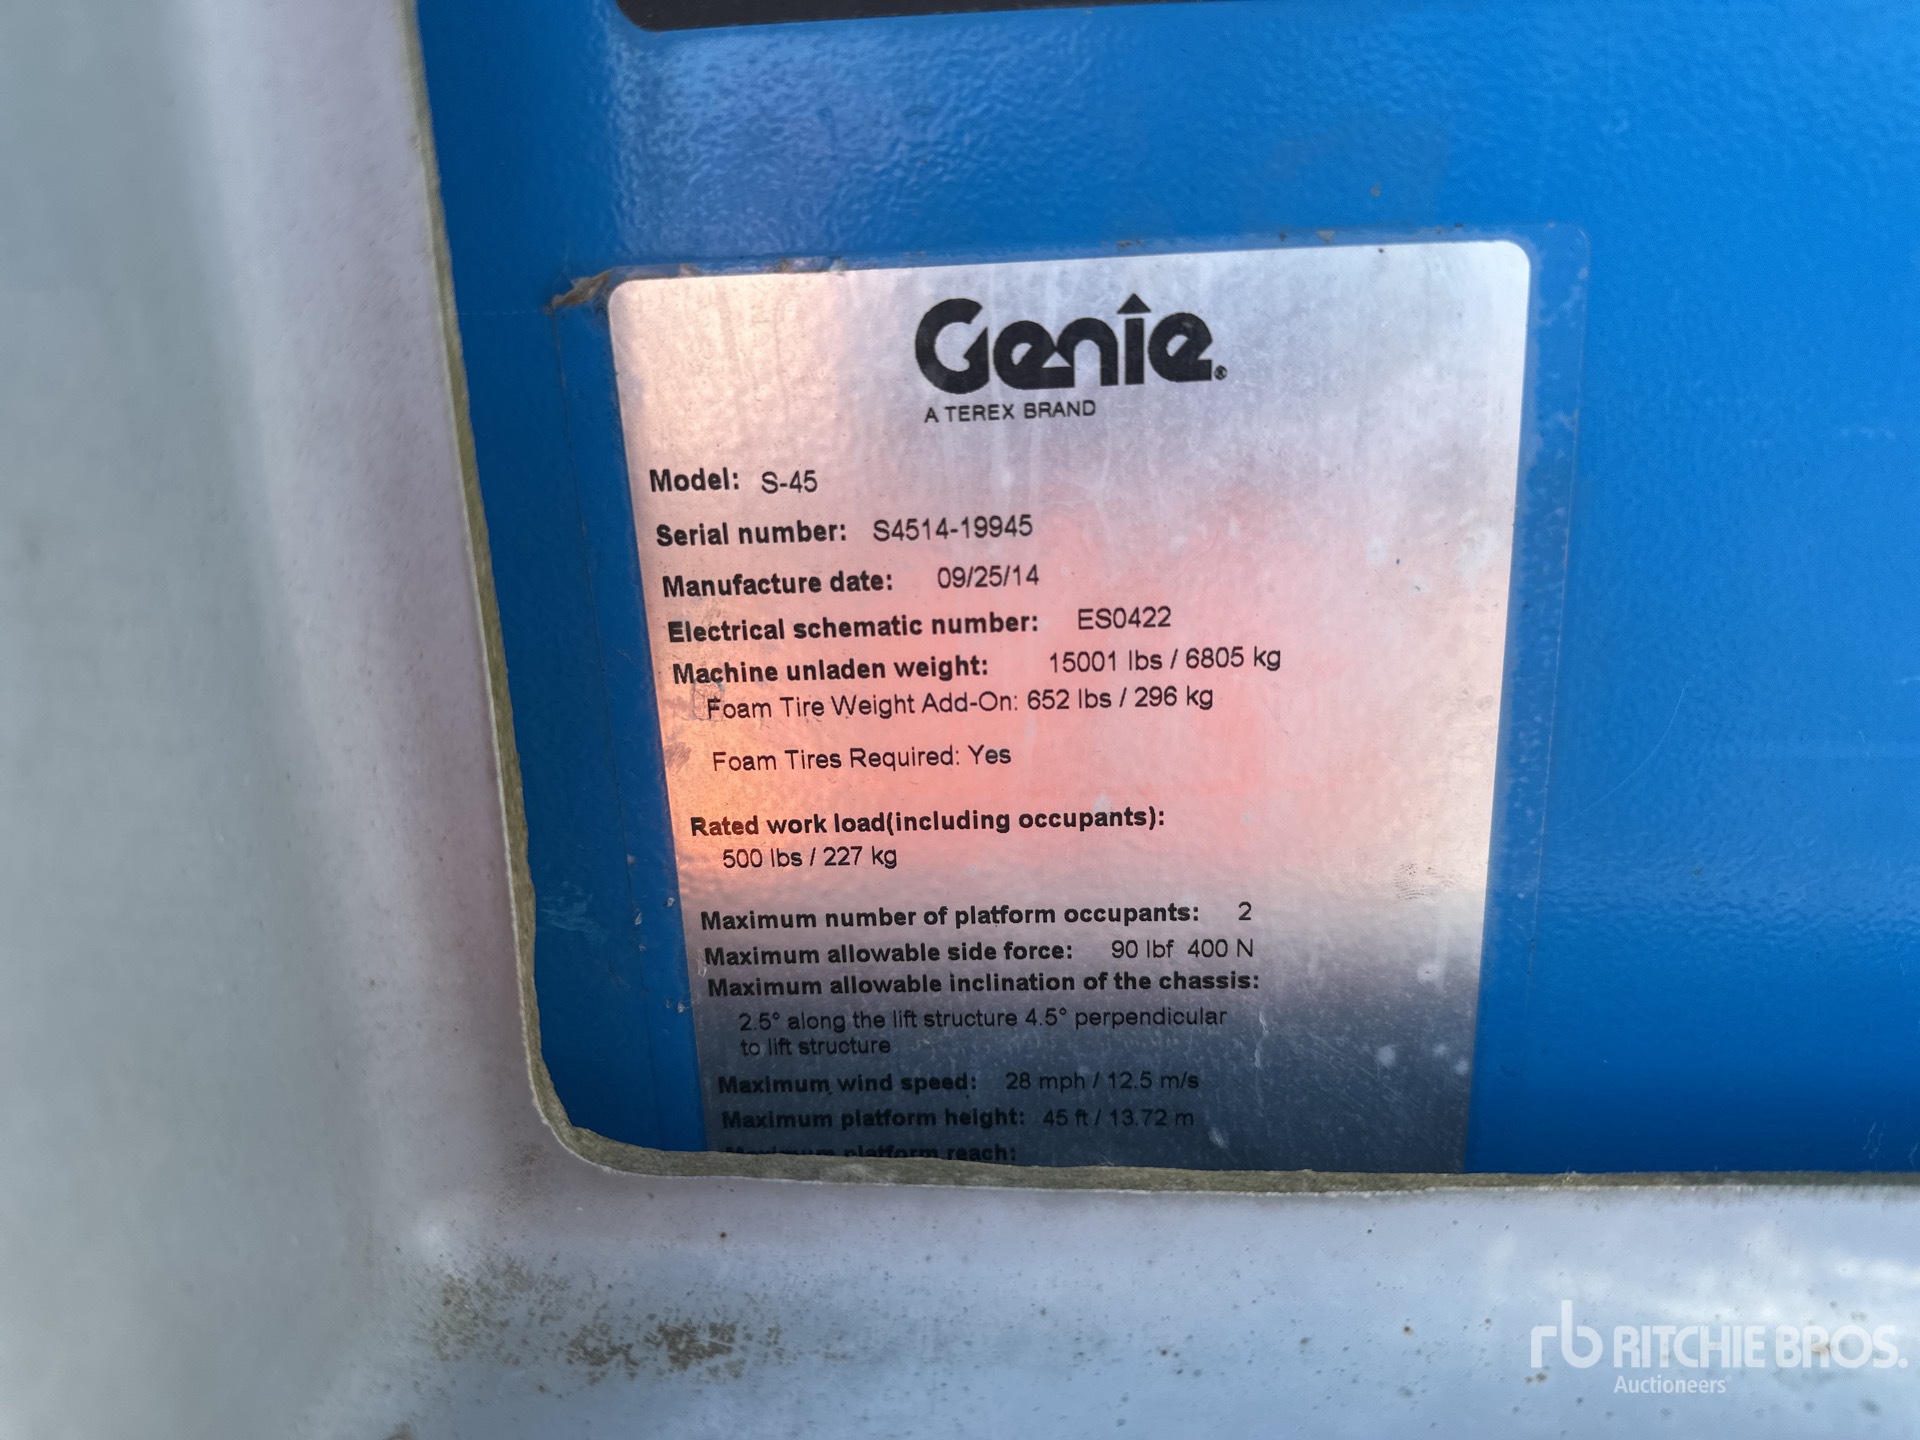 Genie®
A TEREX BRAND
Model: S-45
Serial number: S4514-19945
Manufacture date: 09/25/14
Electrical schematic number: ES0422
Machine unladen weight: 15001 lbs / 6805 kg
Foam Tire Weight Add-On: 652 lbs / 296 kg
Foam Tires Required: Yes
Rated work load(including occupants):
500 lbs / 227 kg
Maximum number of platform occupants: 2
Maximum allowable side force: 90 lbf 400 N
Maximum allowable inclination of the chassis:
2.5° along the lift structure 4.5° perpendicular
to lift structure
Maximum wind speed: 28 mph / 12.5 m/s
Maximum platform height: 45 ft / 13.72 m
Maximum platform reach:
rb RITCHIE BROS.
Auctioneers